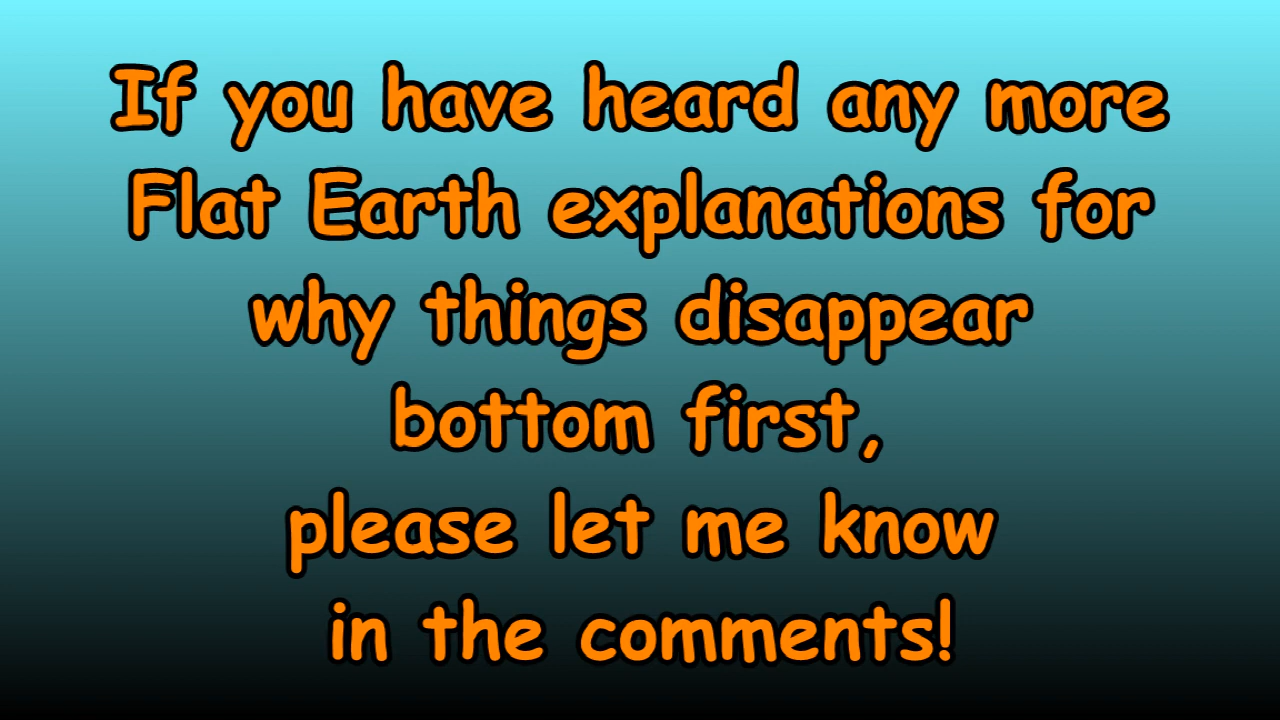 If you have heard any more
Flat Earth explanations for
why things disappear
bottom first,
please let me know
in the comments!